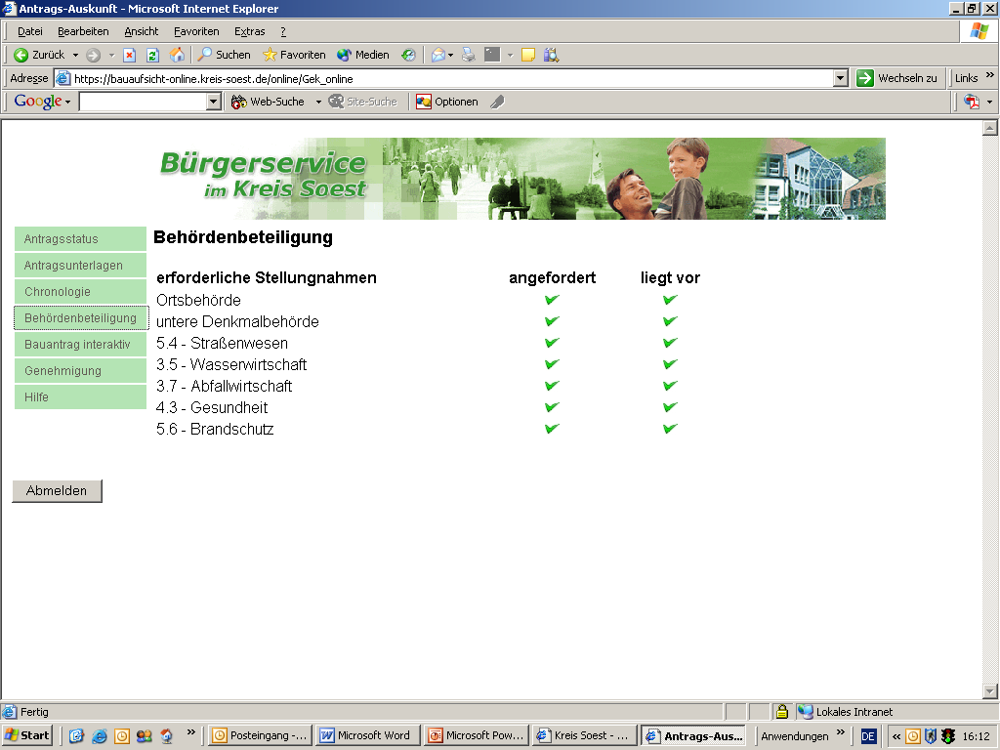 Antrags-Auskunft - Microsoft Internet Explorer
Datei Bearbeiten Ansicht Favoriten Extras ?
Zurück Suchen Favoriten Medien
Adresse https://bauaufsicht-online.kreis-soest.de/online/Gek_online Wechseln zu Links »
Google Web-Suche Site-Suche Optionen
Bürgerservice
im Kreis Soest
Antragsstatus
Antragsunterlagen
Chronologie
Behördenbeteiligung
Bauantrag interaktiv
Genehmigung
Hilfe
Abmelden
Behördenbeteiligung
erforderliche Stellungnahmen angefordert liegt vor
Ortsbehörde
untere Denkmalbehörde
5.4 - Straßenwesen
3.5 - Wasserwirtschaft
3.7 - Abfallwirtschaft
4.3 - Gesundheit
5.6 - Brandschutz
Fertig Lokales Intranet
Start » Posteingang -... Microsoft Word Microsoft Pow... Kreis Soest - ... Antrags-Aus... Anwendungen » DE « 16:12